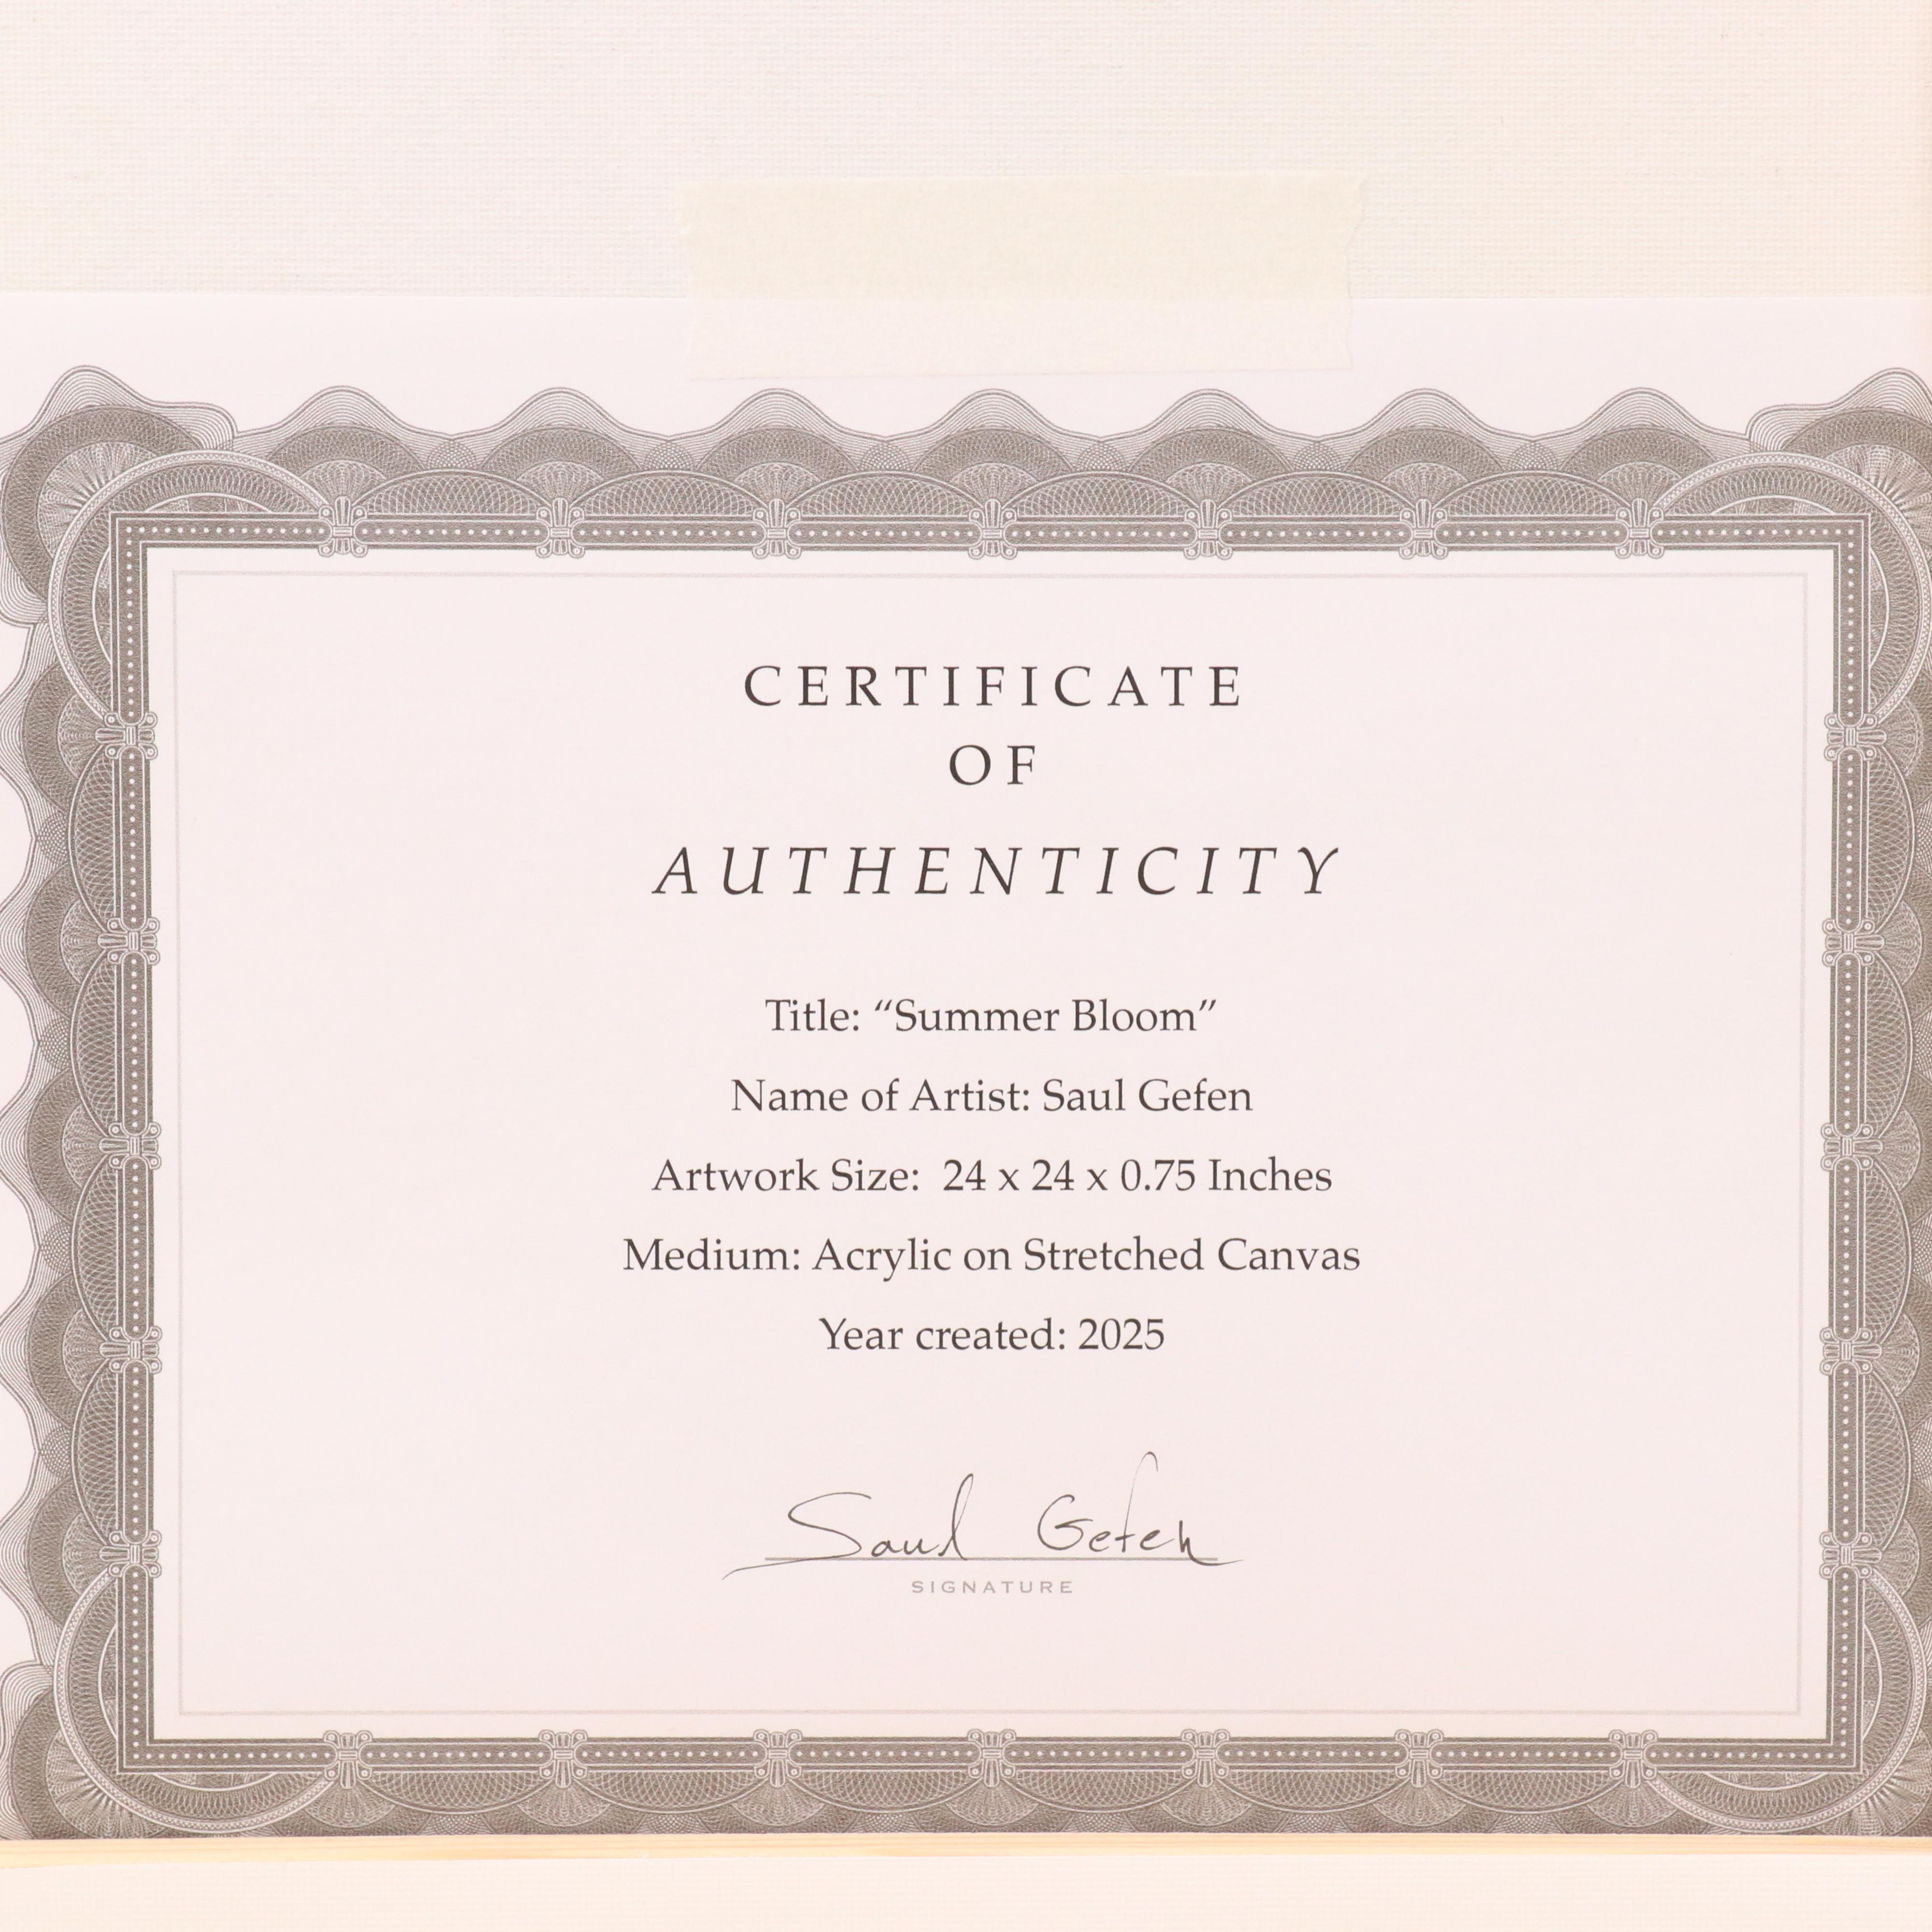 CERTIFICATE
OF
AUTHENTICITY
Title: “Summer Bloom”
Name of Artist: Saul Gefen
Artwork Size: 24 x 24 x 0.75 Inches
Medium: Acrylic on Stretched Canvas
Year created: 2025
Saul Gefen
SIGNATURE